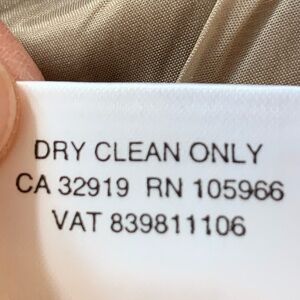 DRY CLEAN ONLY
CA 32919 RN 105966
VAT 839811106